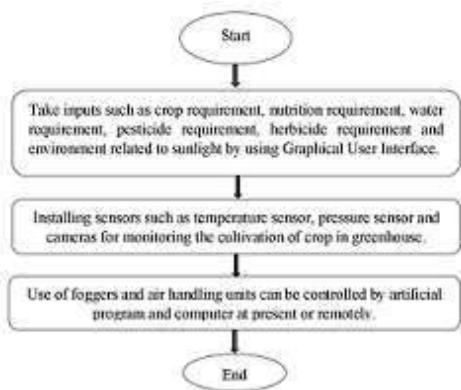 Start
Take inputs such as crop requirement, nutrition requirement, water
requirement, pesticide requirement, herbicide requirement and
environment related to sunlight by using Graphical User Interface.
Installing sensors such as temperature sensor, pressure sensor and
cameras for monitoring the cultivation of crop in greenhouse.
Use of foggers and air handling units can be controlled by artificial
program and computer at present or remotely.
End